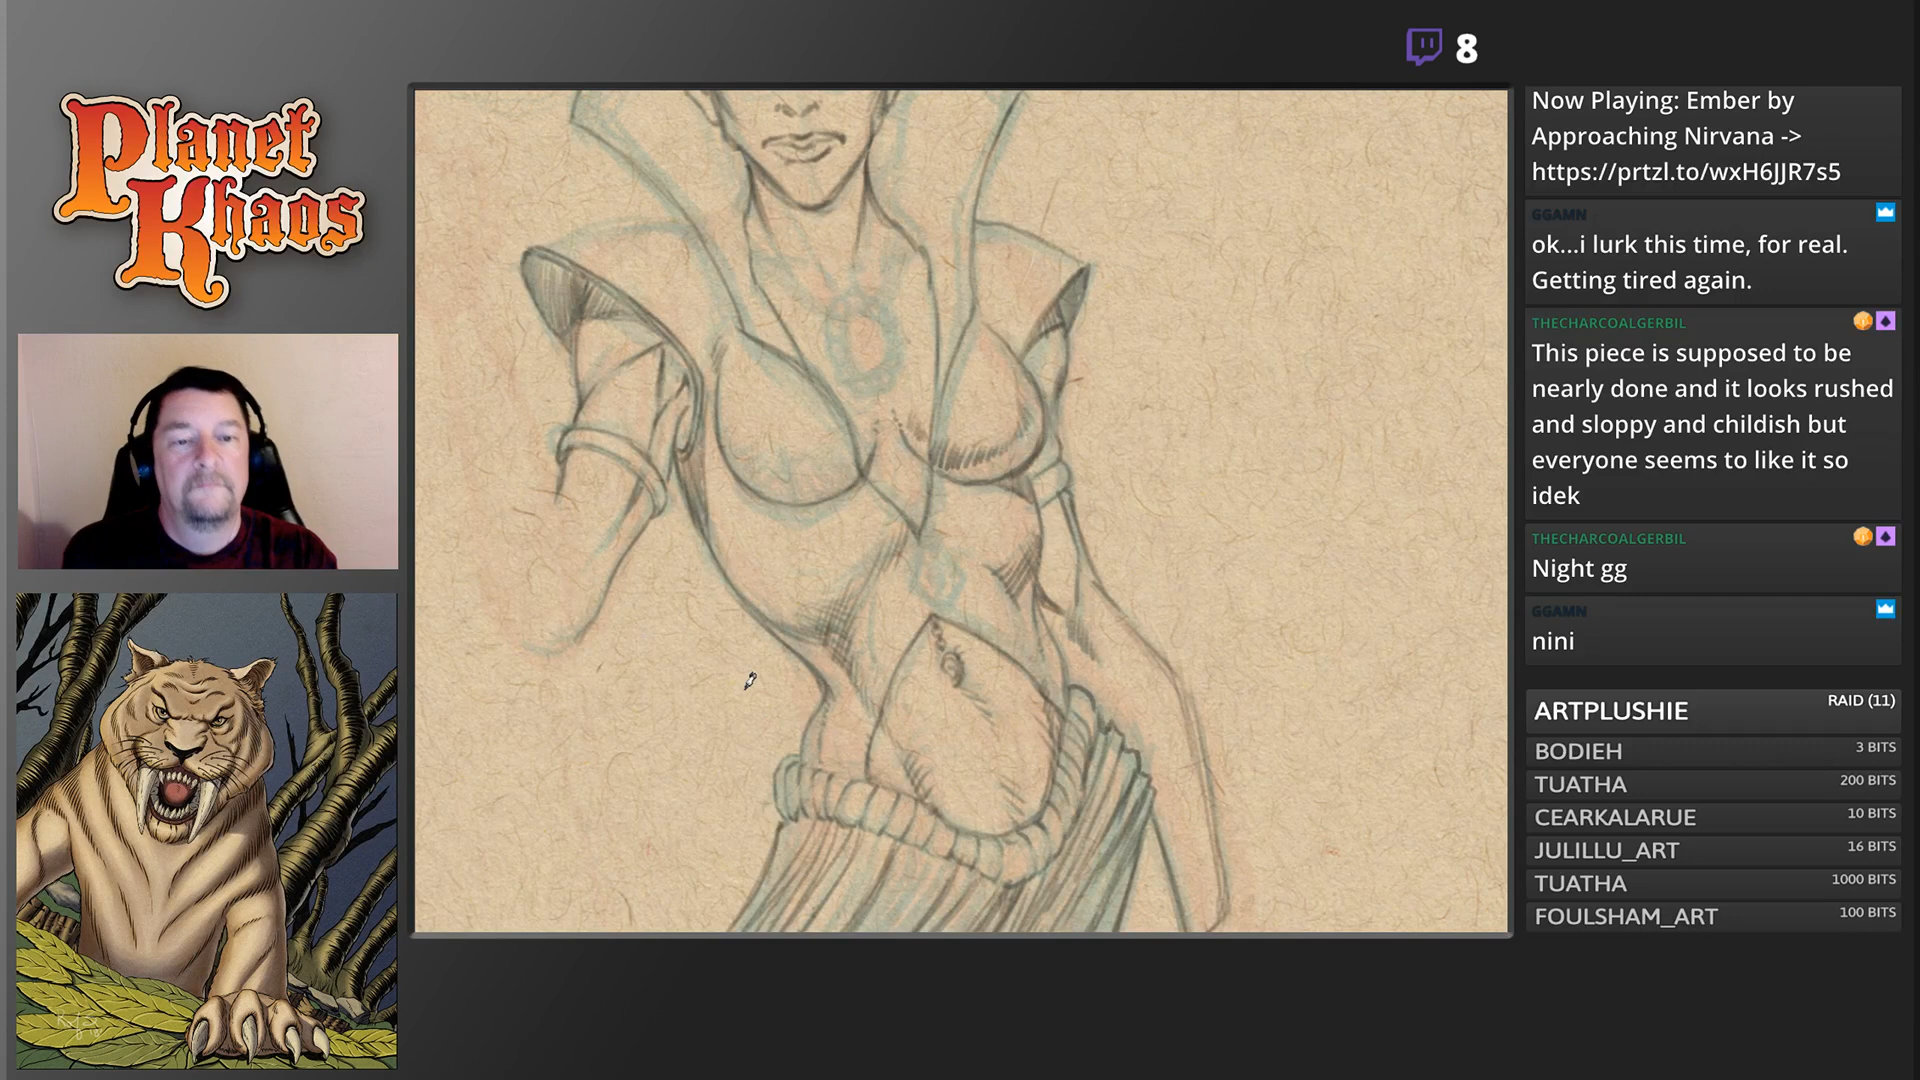 8
Planet
Khaos
Now Playing: Ember by
Approaching Nirvana ->
https://prtzl.to/wxH6JJR7s5
GGAMN
ok...i lurk this time, for real.
Getting tired again.
THECHARCOALGERBIL
This piece is supposed to be
nearly done and it looks rushed
and sloppy and childish but
everyone seems to like it so
idek
THECHARCOALGERBIL
Night gg
GGAMN
nini
ARTPLUSHIE RAID (11)
BODIEH 3 BITS
TUATHA 200 BITS
CEARKALARUE 10 BITS
JULILLU_ART 16 BITS
TUATHA 1000 BITS
FOULSHAM_ART 100 BITS